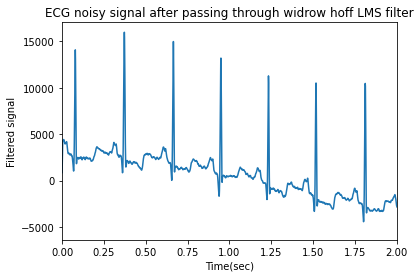 ECG noisy signal after passing through widrow hoff LMS filter
15000
10000
5000
0
−5000
Filtered signal
0.00 0.25 0.50 0.75 1.00 1.25 1.50 1.75 2.00
Time(sec)